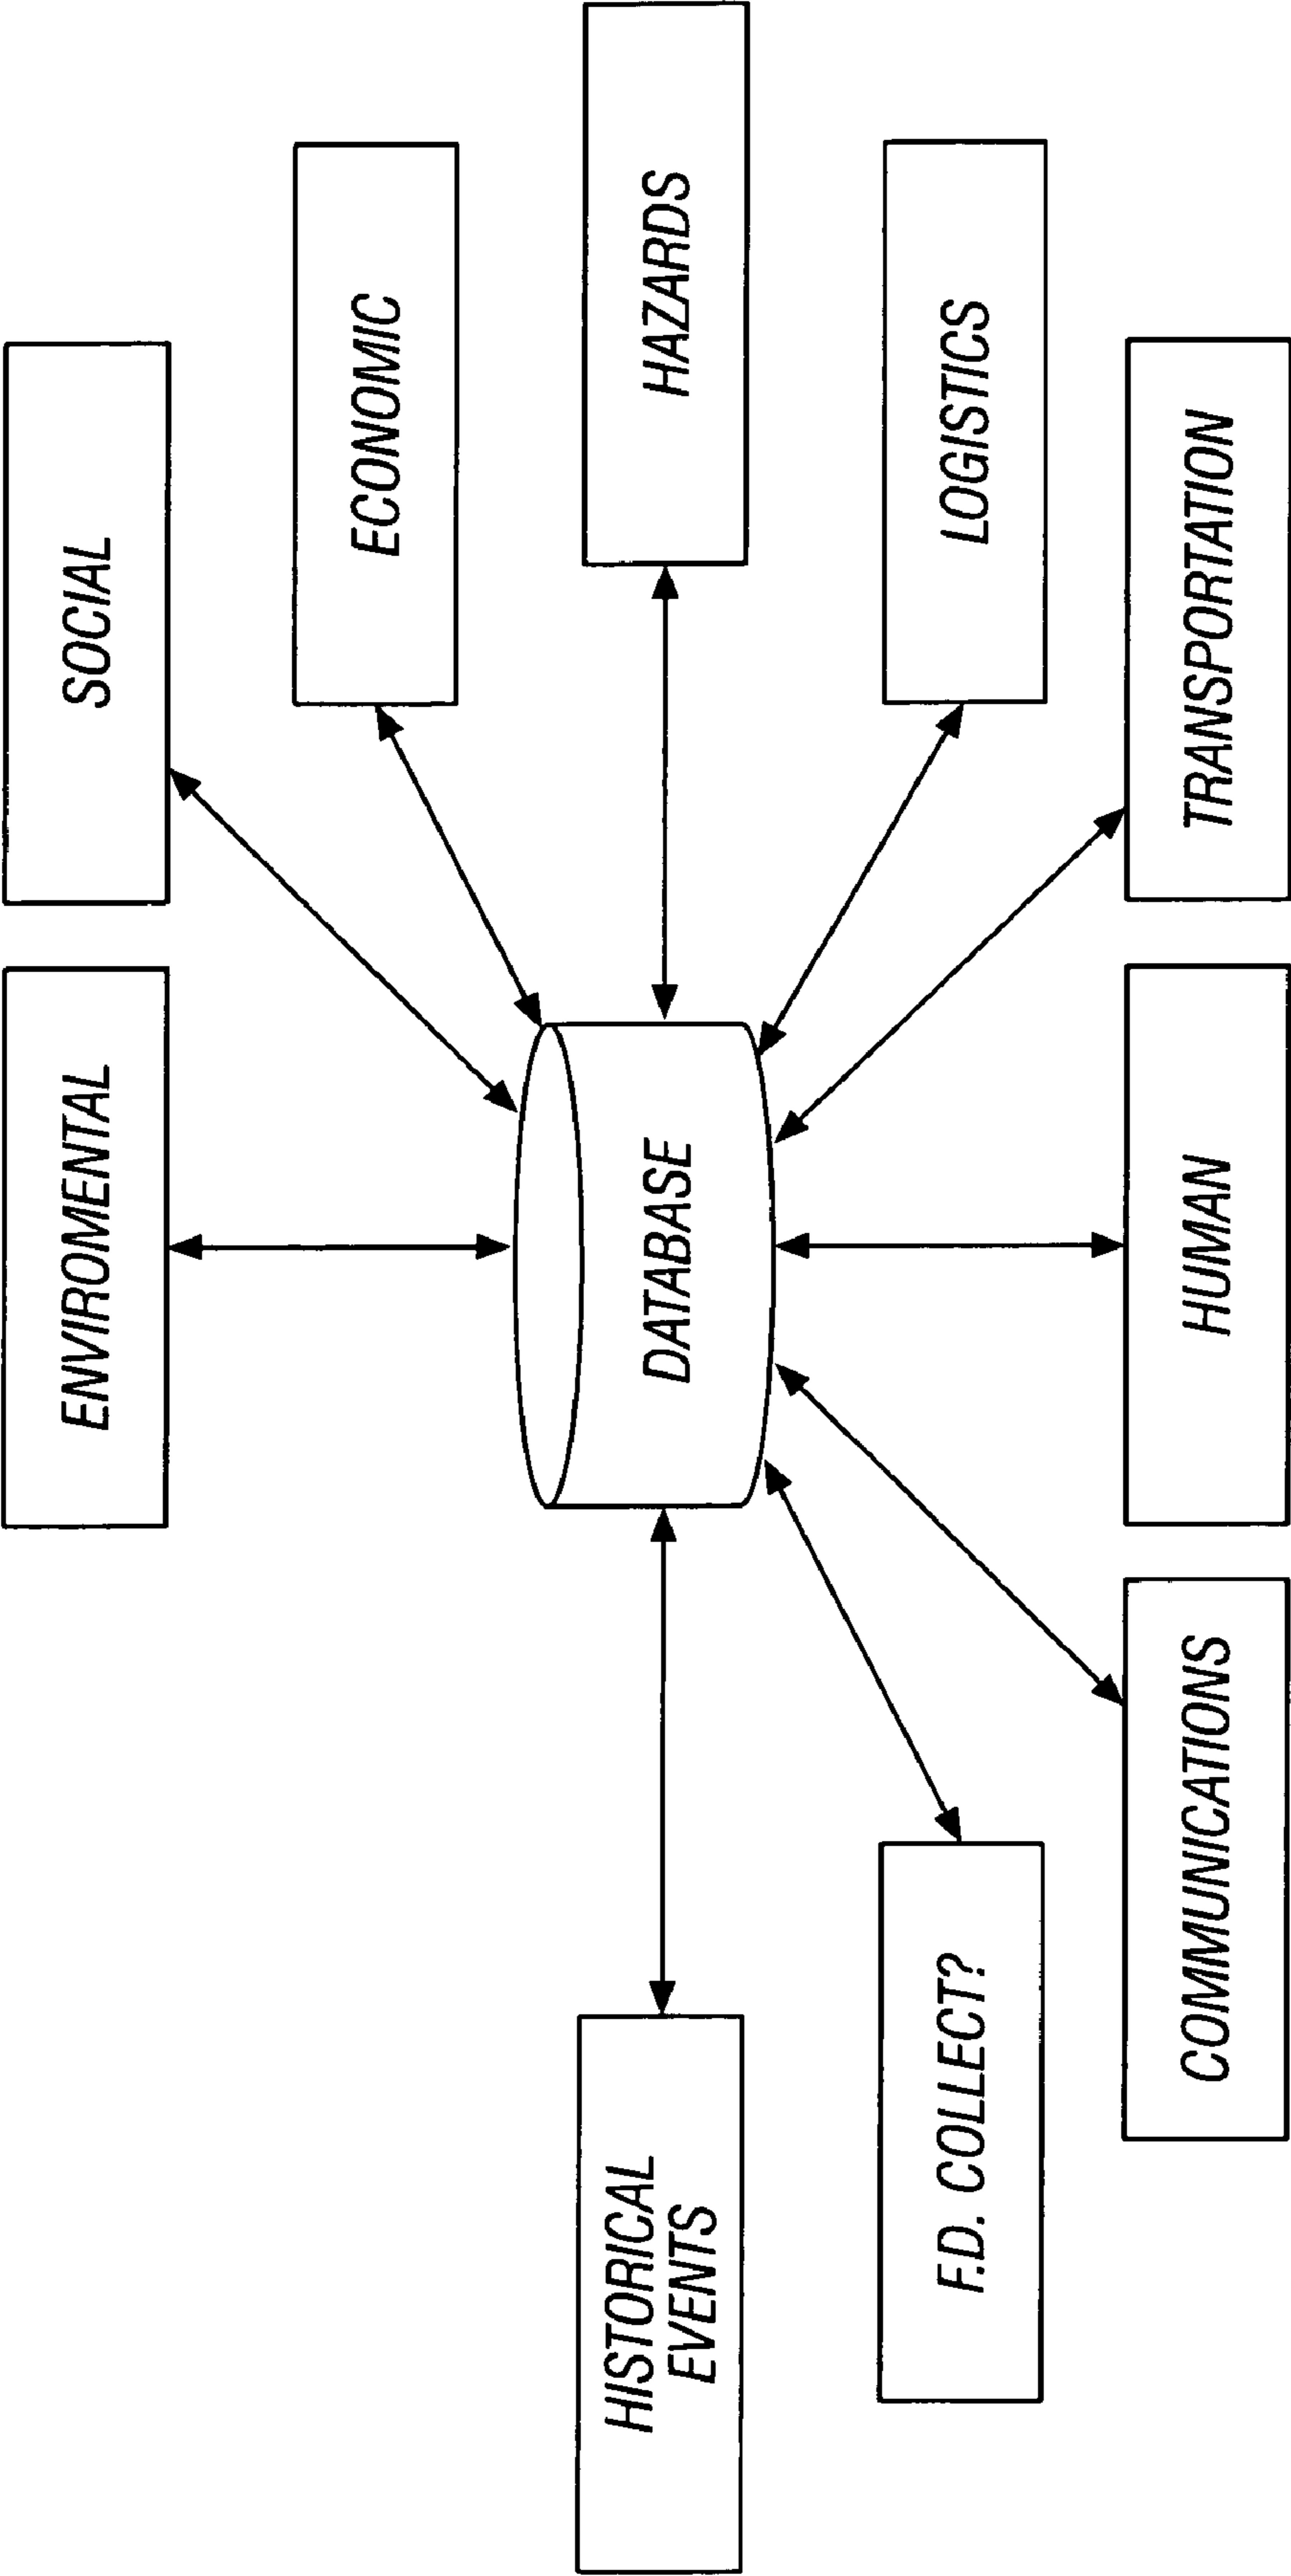 ENVIROMENTAL
SOCIAL
ECONOMIC
HISTORICAL
EVENTS
DATABASE
HAZARDS
F.D. COLLECT?
LOGISTICS
COMMUNICATIONS
HUMAN
TRANSPORTATION